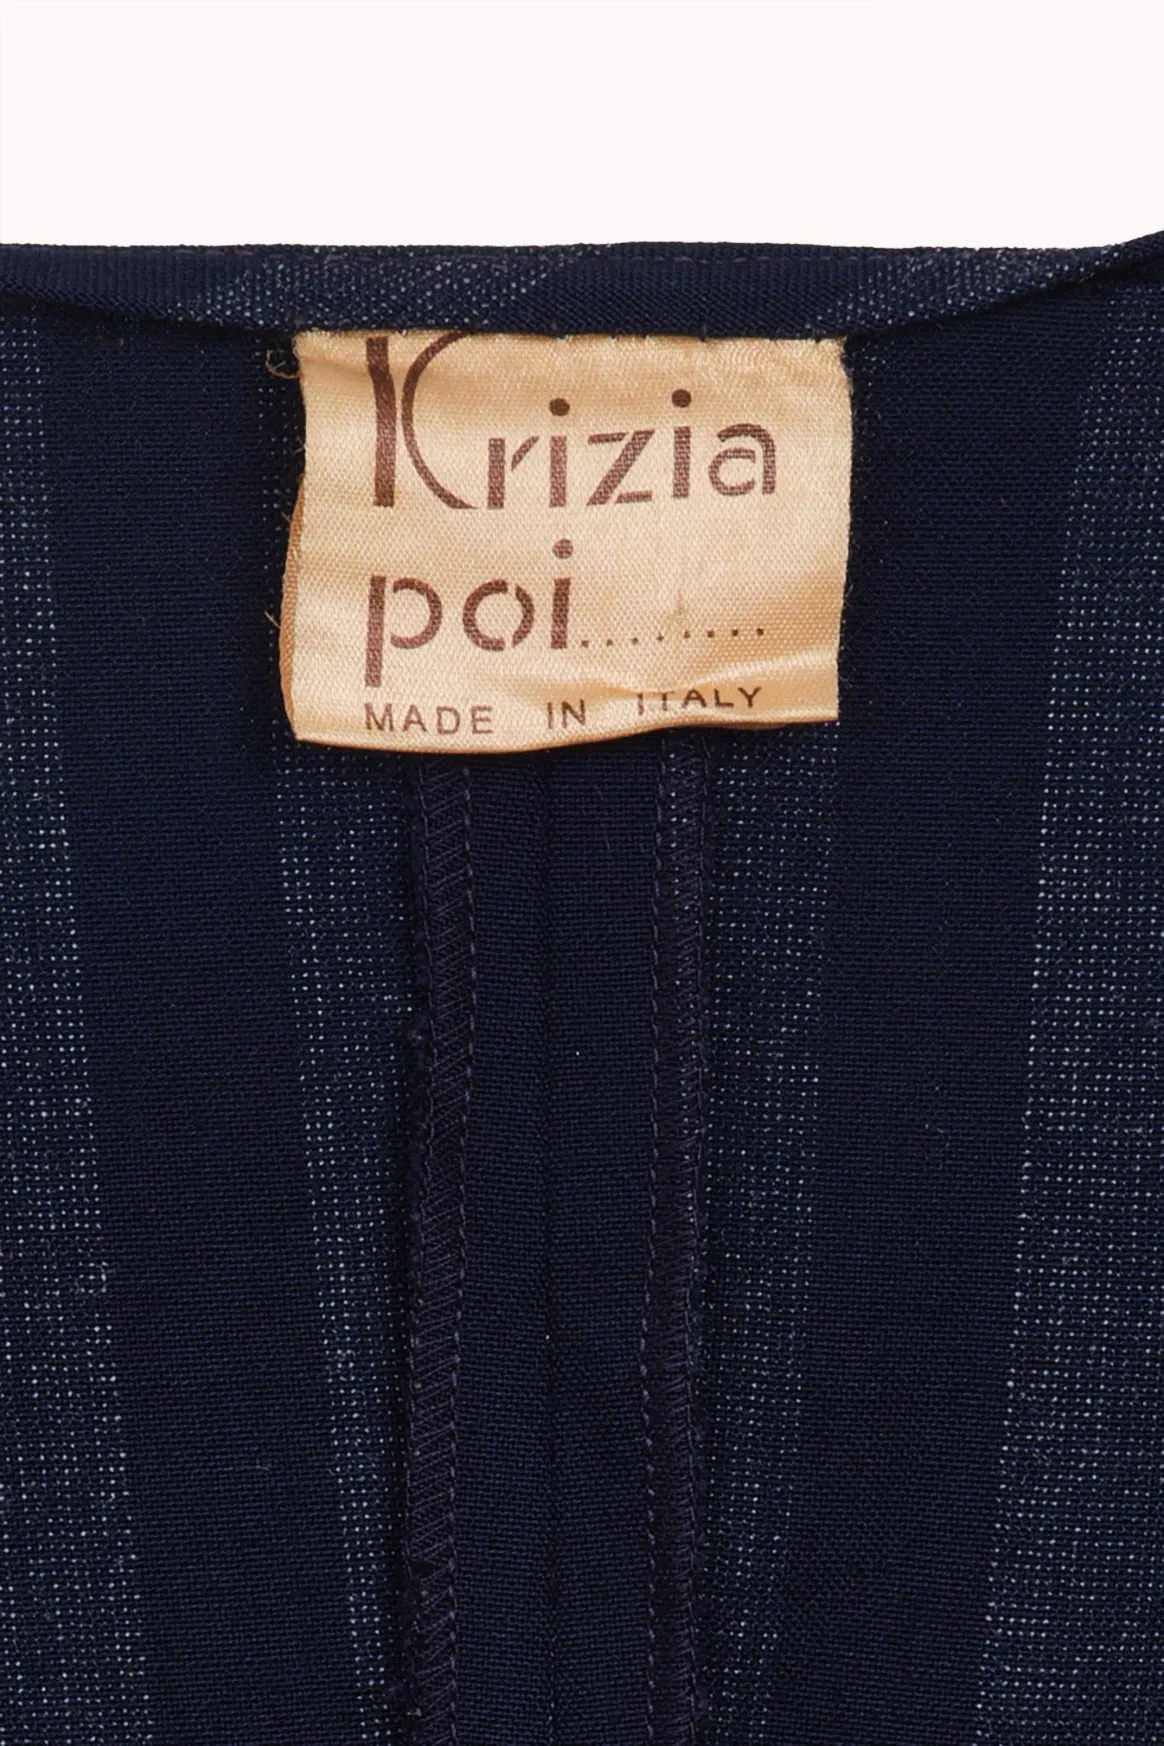 Krizia
poi........
MADE IN ITALY